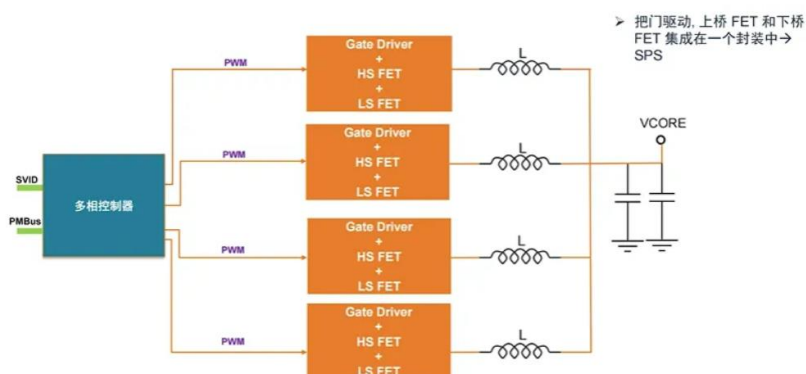 把门驱动, 上桥 FET 和下桥
FET 集成在一个封装中→
SPS
Gate Driver
+
HS FET
+
LS FET
L
PWM
VCORE
Gate Driver
+
HS FET
+
LS FET
L
PWM
SVID
多相控制器
PMBus
Gate Driver
+
HS FET
+
LS FET
L
PWM
Gate Driver
+
HS FET
+
LS FET
L
PWM